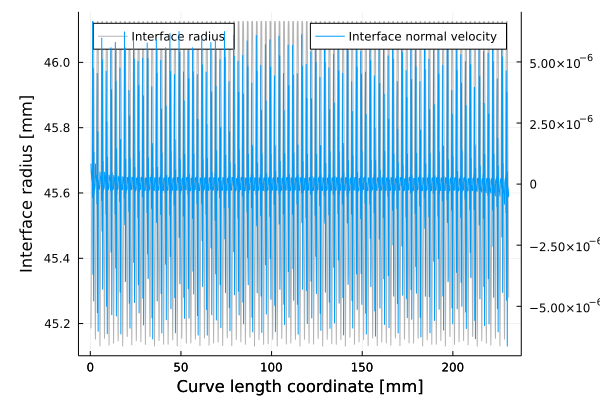 Interface radius
Interface normal velocity
46.0
45.8
45.6
45.4
45.2
Interface radius [mm]
5.00×10⁻⁶
2.50×10⁻⁶
0
−2.50×10⁻⁶
−5.00×10⁻⁶
0 50 100 150 200
Curve length coordinate [mm]